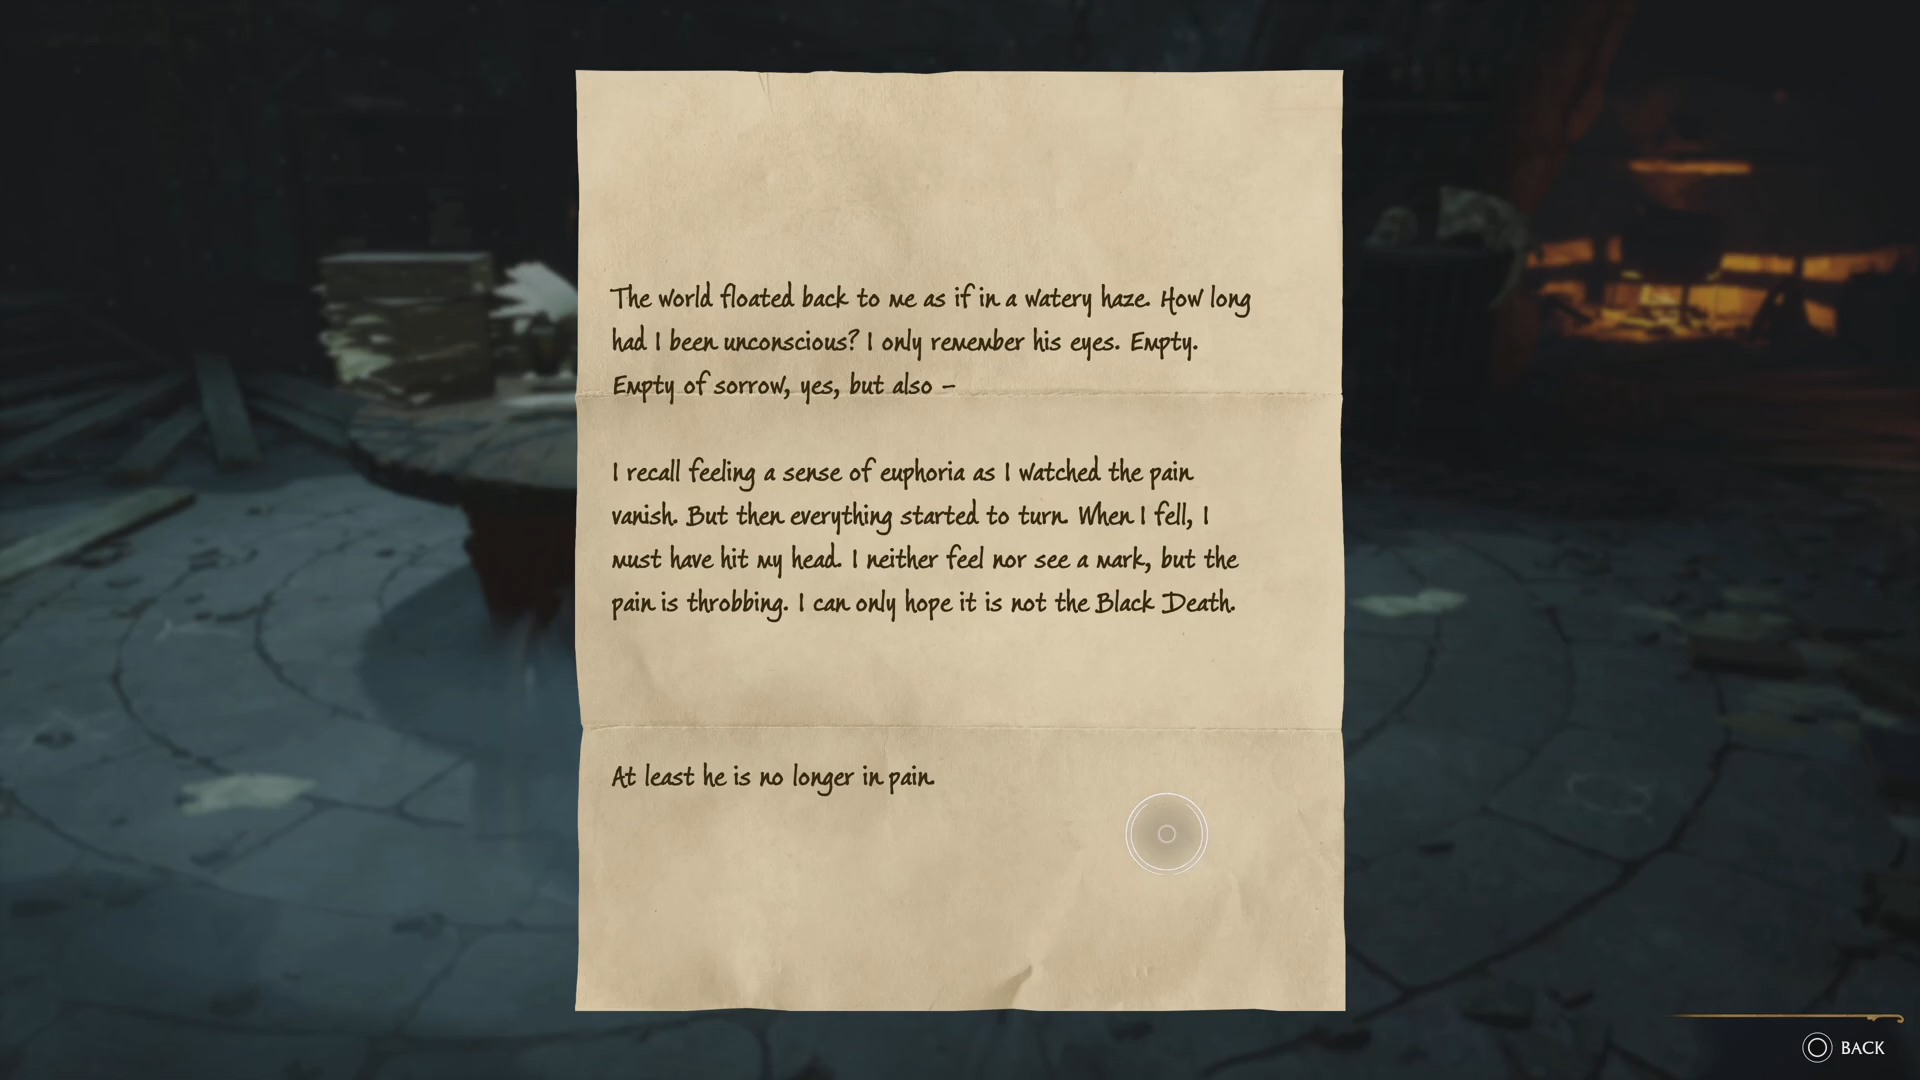 The world floated back to me as if in a watery haze. How long
had I been unconscious? I only remember his eyes. Empty.
Empty of sorrow, yes, but also –
I recall feeling a sense of euphoria as I watched the pain
vanish. But then everything started to turn. When I fell, I
must have hit my head. I neither feel nor see a mark, but the
pain is throbbing. I can only hope it is not the Black Death.
At least he is no longer in pain.
BACK